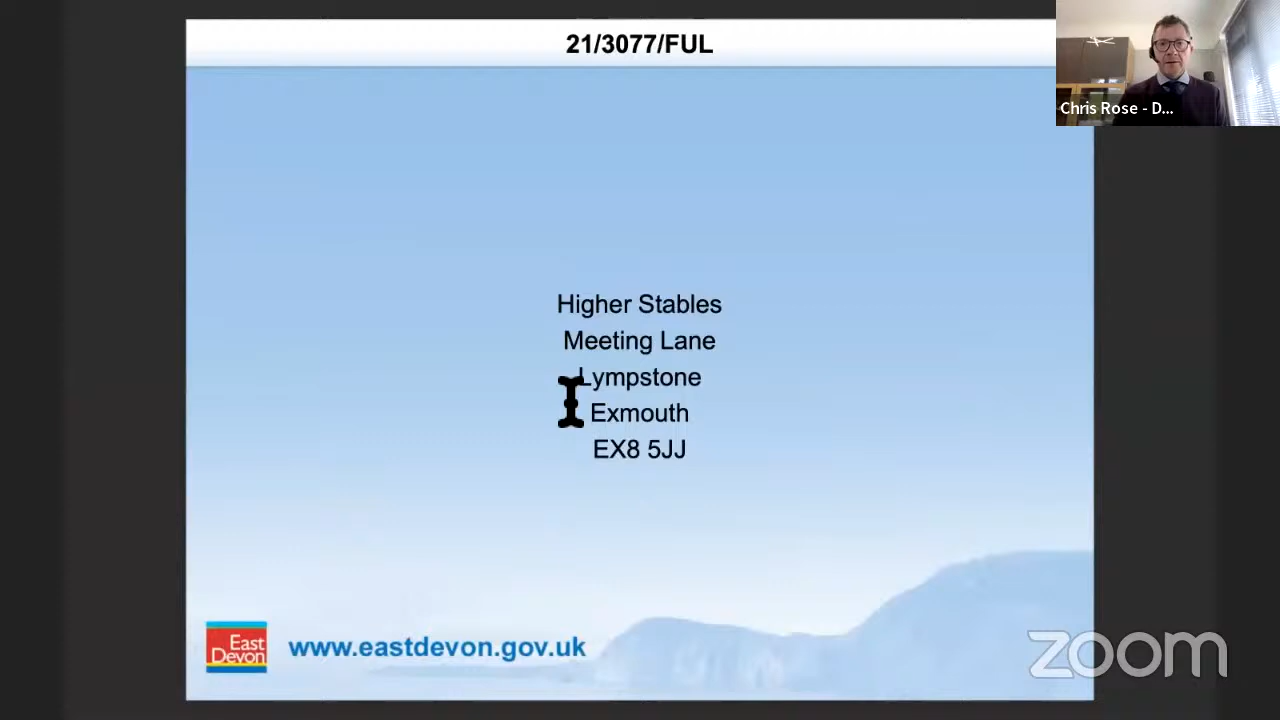 21/3077/FUL
Chris Rose - D...
Higher Stables
Meeting Lane
Lympstone
Exmouth
EX8 5JJ
East
Devon
www.eastdevon.gov.uk
zoom